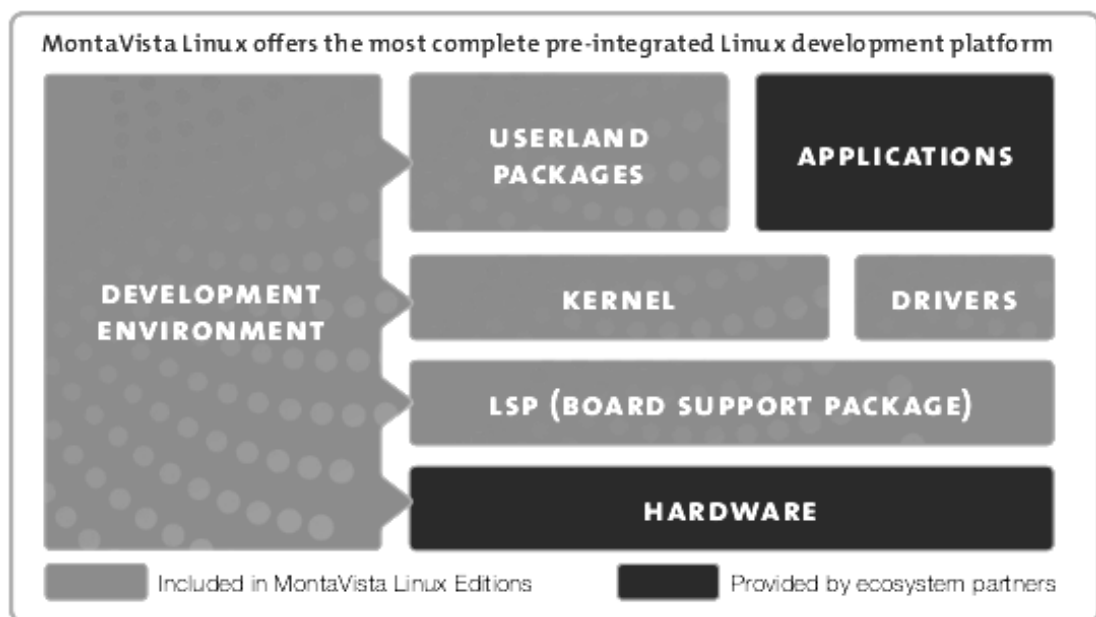 MontaVista Linux offers the most complete pre-integrated Linux development platform
DEVELOPMENT
ENVIRONMENT
USERLAND
PACKAGES
APPLICATIONS
KERNEL
DRIVERS
LSP (BOARD SUPPORT PACKAGE)
HARDWARE
Included in MontaVista Linux Editions
Provided by ecosystem partners